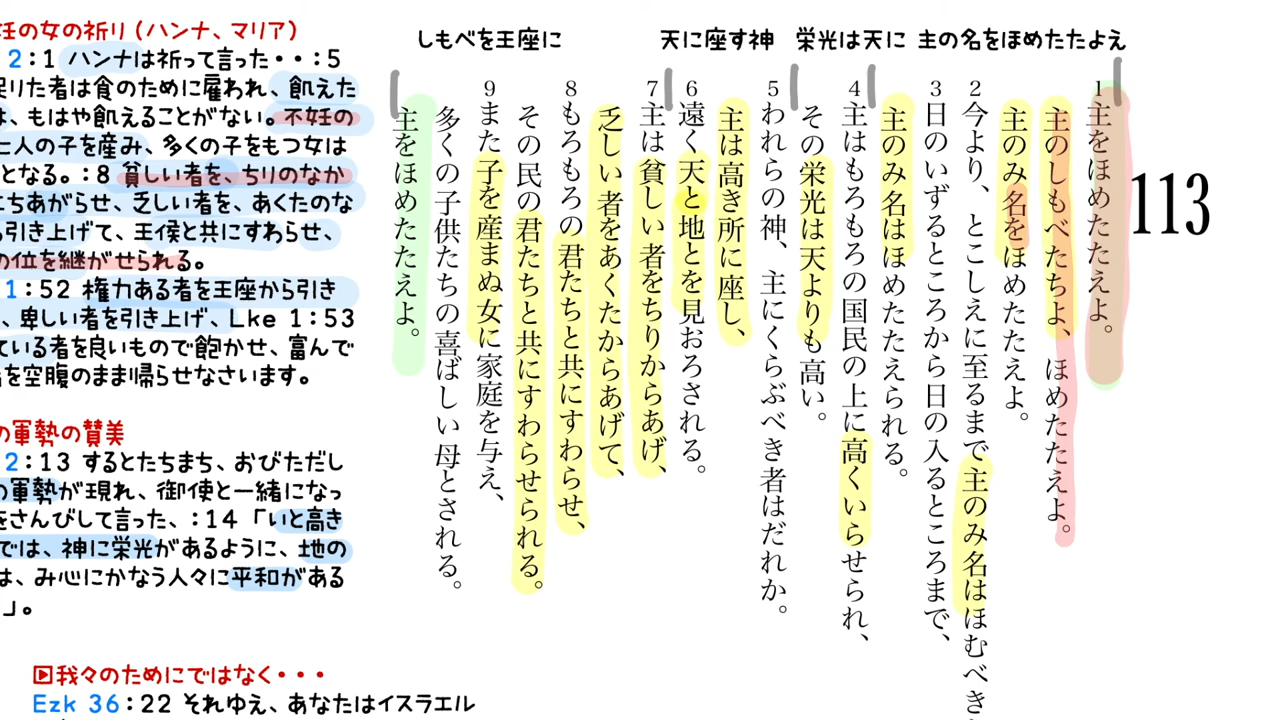 113
主の名をほめたたよえ
1 主をほめたたえよ。
主のしもべたちよ、ほめたたえよ。
主のみ名をほめたたえよ。
2 今より、とこしえに至るまで主のみ名はほむべき
3 日のいずるところから日の入るところまで、
主のみ名はほめたたえられる。
栄光は天に
4 主はもろもろの国民の上に高くいらせられ、
その栄光は天よりも高い。
天に座す神
5 われらの神、主にくらぶべき者はだれか。
主は高き所に座し、
6 遠く天と地とを見おろされる。
しもべを王座に
7 主は貧しい者をちりからあげ、
乏しい者をあくたからあげて、
8 もろもろの君たちと共にすわらせ、
その民の君たちと共にすわらせられる。
9 また子を産まぬ女に家庭を与え、
多くの子供たちの喜ばしい母とされる。
主をほめたたえよ。
妊の女の祈り(ハンナ、マリア)
2:1 ハンナは祈って言った・・:5
りた者は食のために雇われ、飢えた
、もはや飢えることがない。不妊の
七人の子を産み、多くの子をもつ女は
となる。:8 貧しい者を、ちりのなか
たちあがらせ、乏しい者を、あくたのな
引き上げて、王侯と共にすわらせ、
の位を継がせられる。
1:52 権力ある者を王座から引き
、卑しい者を引き上げ、Lke 1:53
ている者を良いもので飽かせ、富んで
を空腹のまま帰らせなさいます。
の軍勢の賛美
2:13 するとたちまち、おびただし
の軍勢が現れ、御使と一緒になっ
をさんびして言った、:14「いと高き
では、神に栄光があるように、地の
は、み心にかなう人々に平和がある
」。
我々のためにではなく・・・
Ezk 36:22 それゆえ、あなたはイスラエル